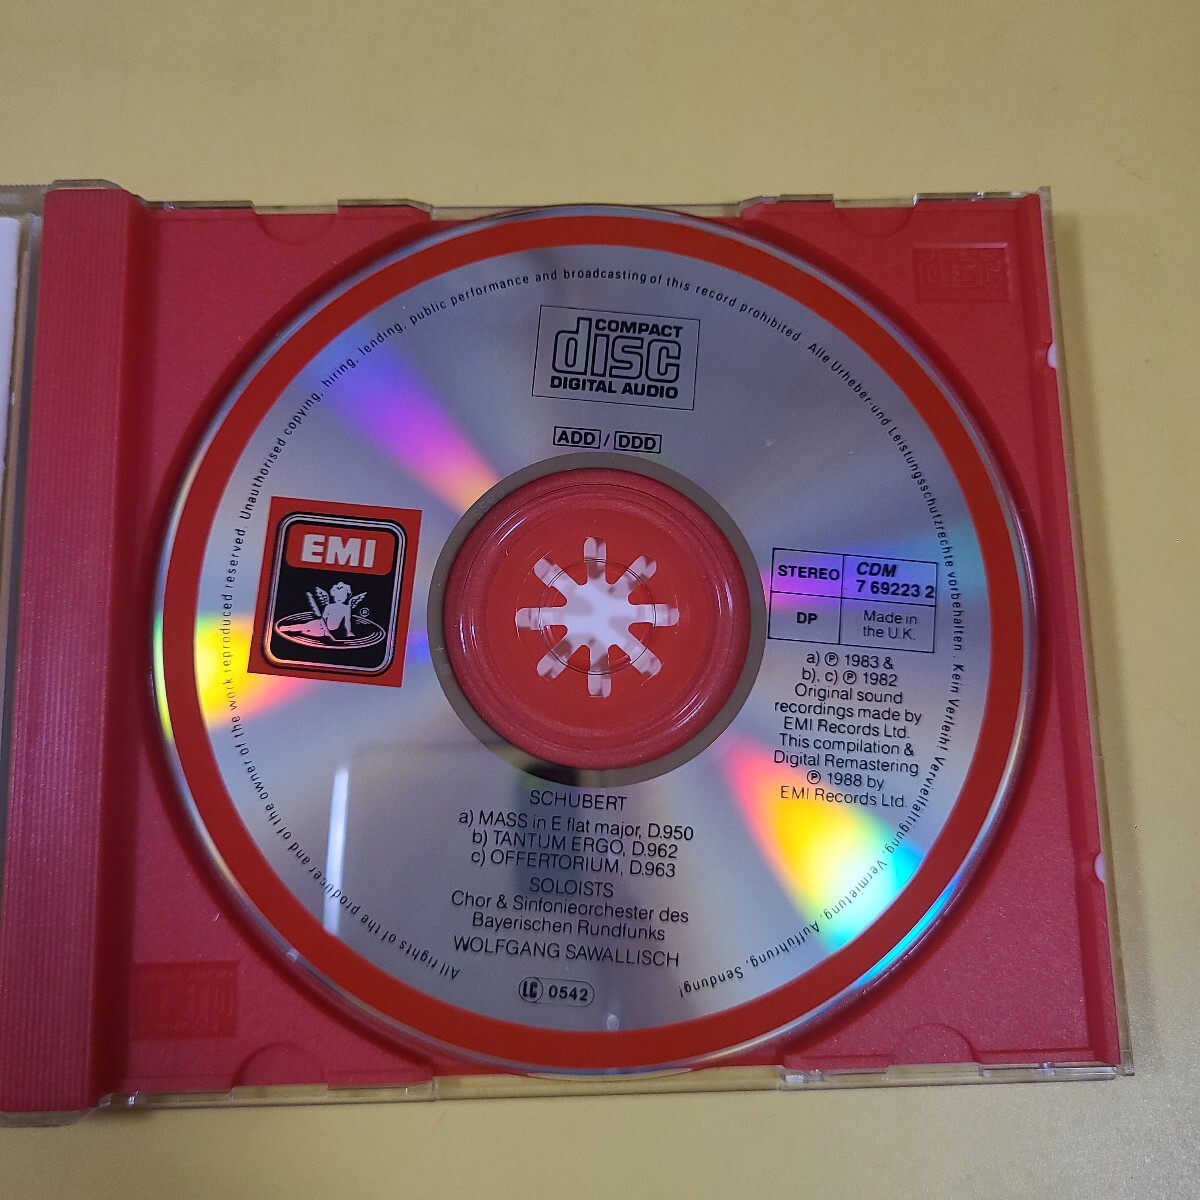 All rights of the producer and of the owner of the work reproduced reserved. Unauthorised copying, hiring, lending, public performance and broadcasting of this record prohibited. Alle Urheber-und Leistungsschutzrechte vorbehalten. Kein Verleih! Vervielfältigung, Vermietung, Aufführung, Sendung!
COMPACT
disc
DIGITAL AUDIO
ADD / DDD
EMI
®
STEREO
CDM
7 69223 2
DP
Made in
the U.K.
a) ℗ 1983 &
b), c) ℗ 1982
Original sound
recordings made by
EMI Records Ltd.
This compilation &
Digital Remastering
℗ 1988 by
EMI Records Ltd.
SCHUBERT
a) MASS in E flat major, D.950
b) TANTUM ERGO, D.962
c) OFFERTORIUM, D.963
SOLOISTS
Chor & Sinfonieorchester des
Bayerischen Rundfunks
WOLFGANG SAWALLISCH
LC 0542